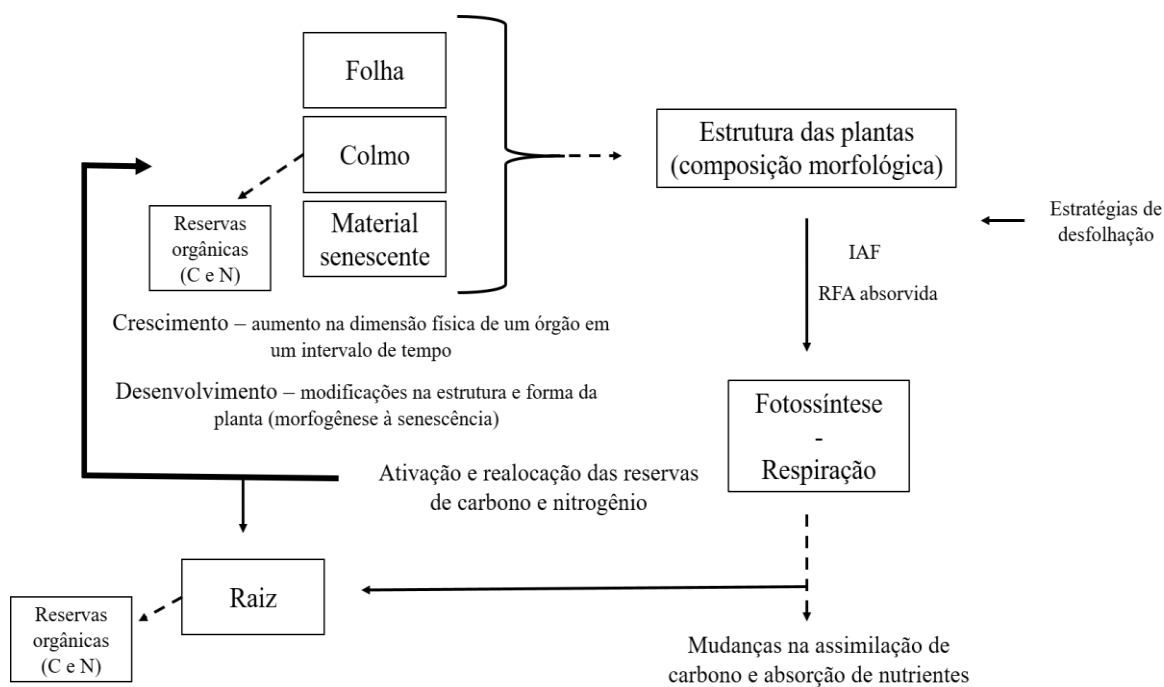 Folha
Colmo
Material
senescente
Reservas
orgânicas
(C e N)
Estrutura das plantas
(composição morfológica)
Estratégias de
desfolhação
IAF
RFA absorvida
Crescimento – aumento na dimensão física de um órgão em
um intervalo de tempo
Desenvolvimento – modificações na estrutura e forma da
planta (morfogênese à senescência)
Fotossíntese
-
Respiração
Ativação e realocação das reservas
de carbono e nitrogênio
Raiz
Reservas
orgânicas
(C e N)
Mudanças na assimilação de
carbono e absorção de nutrientes